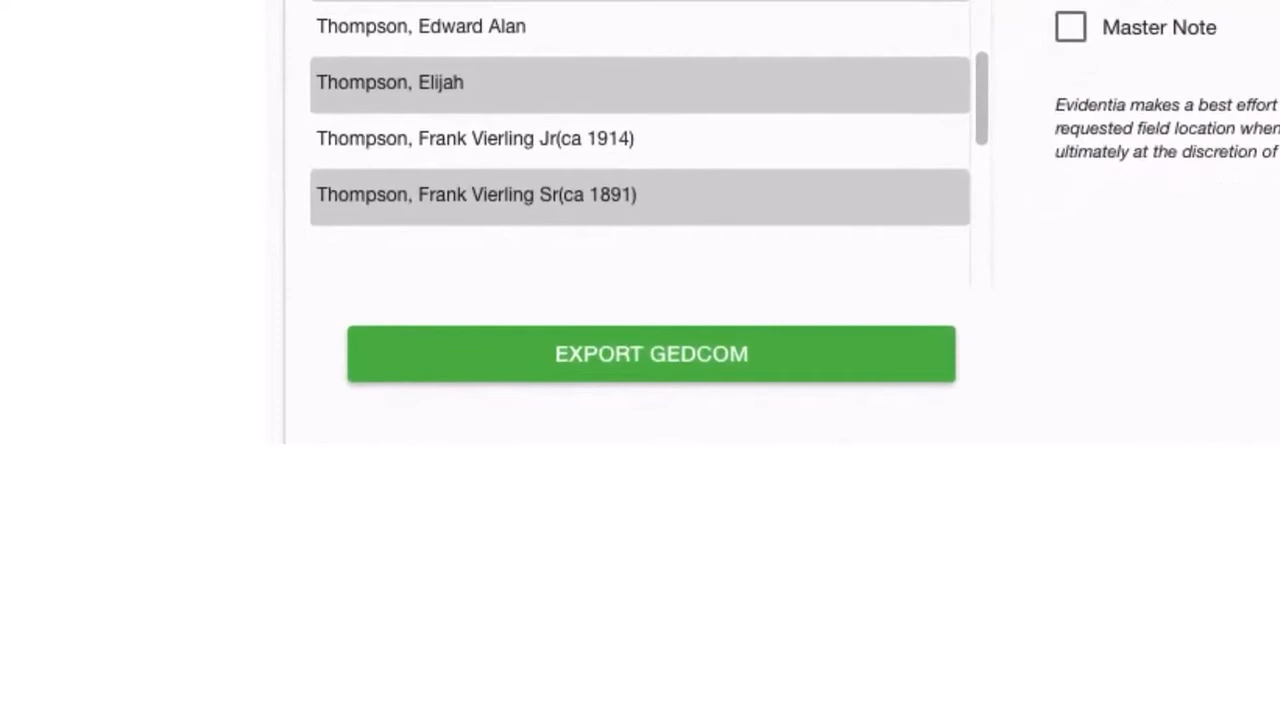 Thompson, Edward Alan
Thompson, Elijah
Thompson, Frank Vierling Jr(ca 1914)
Thompson, Frank Vierling Sr(ca 1891)
EXPORT GEDCOM
Master Note
Evidentia makes a best effort
requested field location when
ultimately at the discretion of